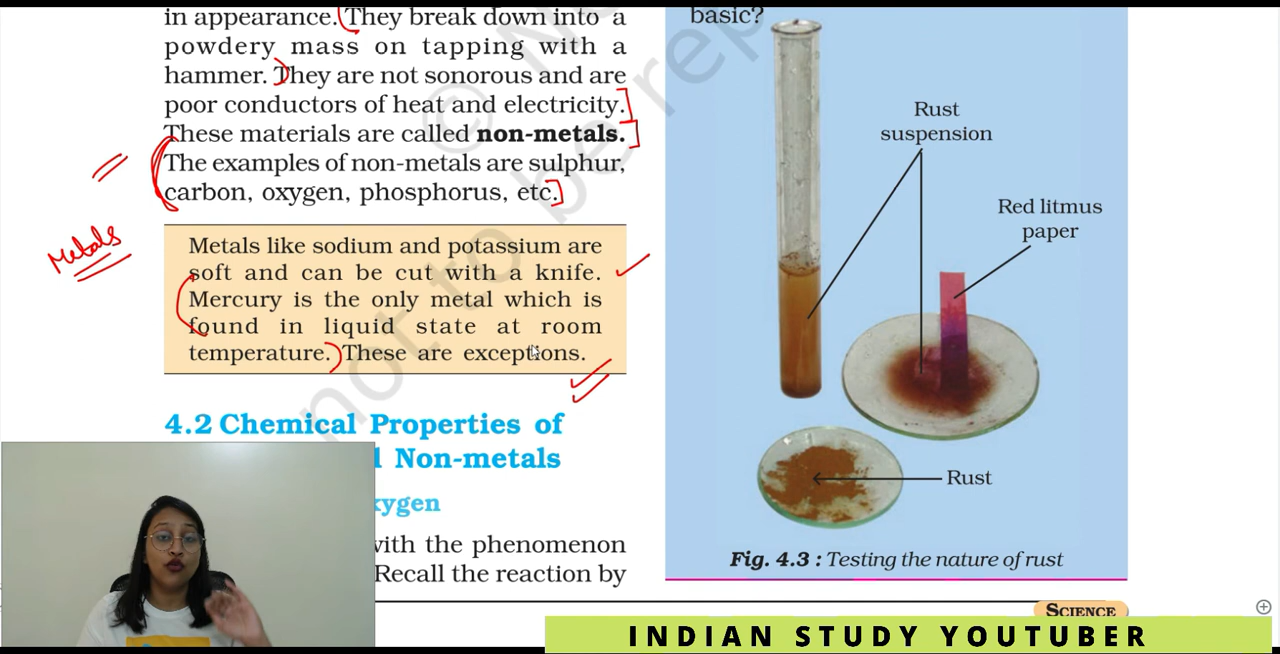 in appearance. They break down into a
powdery mass on tapping with a
hammer. They are not sonorous and are
poor conductors of heat and electricity.
These materials are called non-metals.
The examples of non-metals are sulphur,
carbon, oxygen, phosphorus, etc.
Metals
Metals like sodium and potassium are
soft and can be cut with a knife.
Mercury is the only metal which is
found in liquid state at room
temperature. These are exceptions.
4.2 Chemical Properties of
Non-metals
with the phenomenon
Recall the reaction by
basic?
Rust
suspension
Red litmus
paper
Rust
Fig. 4.3 : Testing the nature of rust
SCIENCE
INDIAN STUDY YOUTUBER
not to be rep
©